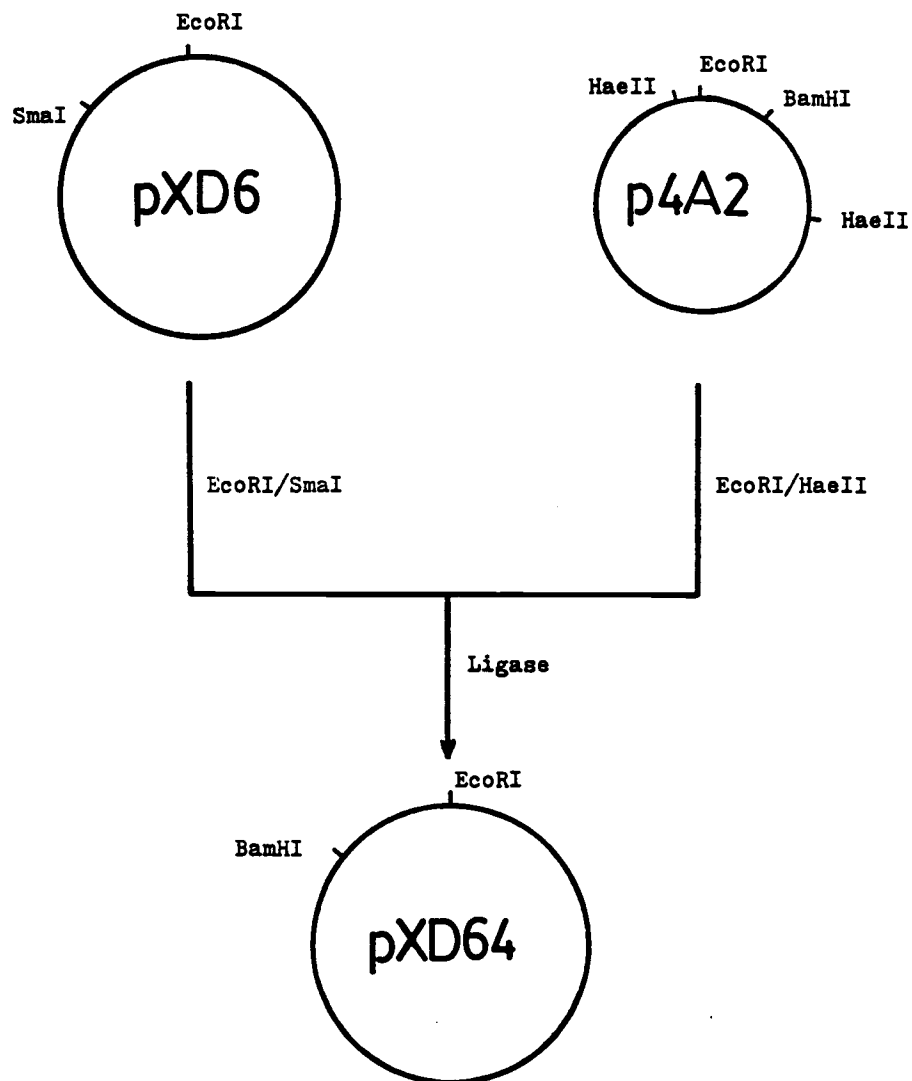 EcoRI
SmaI
pXD6
HaeII
EcoRI
BamHI
p4A2
HaeII
EcoRI/SmaI
EcoRI/HaeII
Ligase
EcoRI
BamHI
pXD64